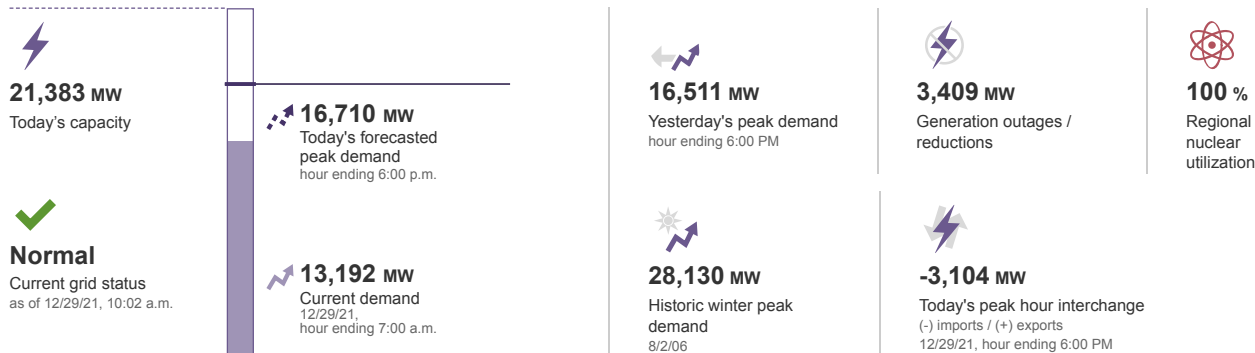 21,383 MW
Today's capacity
Normal
Current grid status
as of 12/29/21, 10:02 a.m.
16,710 MW
Today's forecasted
peak demand
hour ending 6:00 p.m.
13,192 MW
Current demand
12/29/21,
hour ending 7:00 a.m.
16,511 MW
Yesterday's peak demand
hour ending 6:00 PM
3,409 MW
Generation outages /
reductions
100 %
Regional
nuclear
utilization
28,130 MW
Historic winter peak
demand
8/2/06
-3,104 MW
Today's peak hour interchange
(-) imports / (+) exports
12/29/21, hour ending 6:00 PM